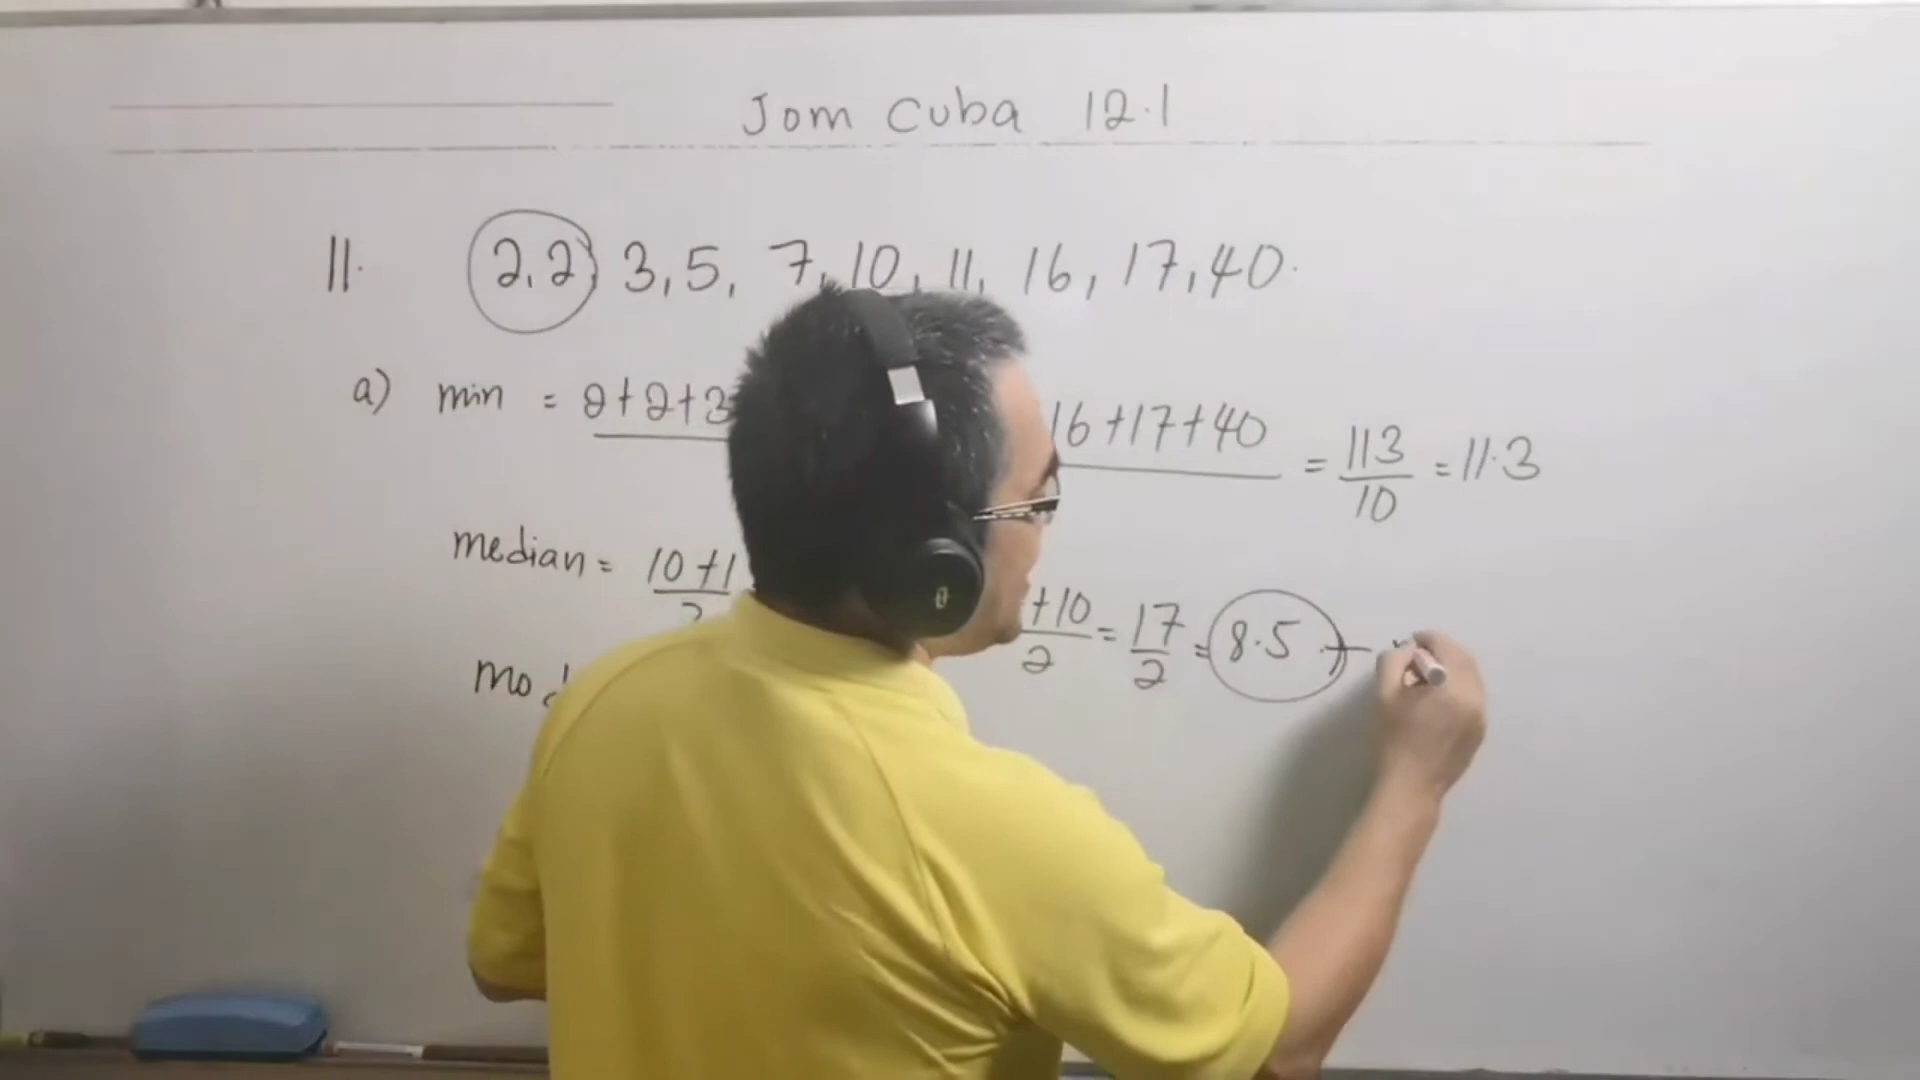 Jom Cuba 12.1
11. 2, 2, 3, 5, 7, 10, 11, 16, 17, 40.
a) min = 2+2+3 16+17+40 = 113/10 = 11.3
median = 10+1 /2 +10/2 = 17/2 = 8.5
mod